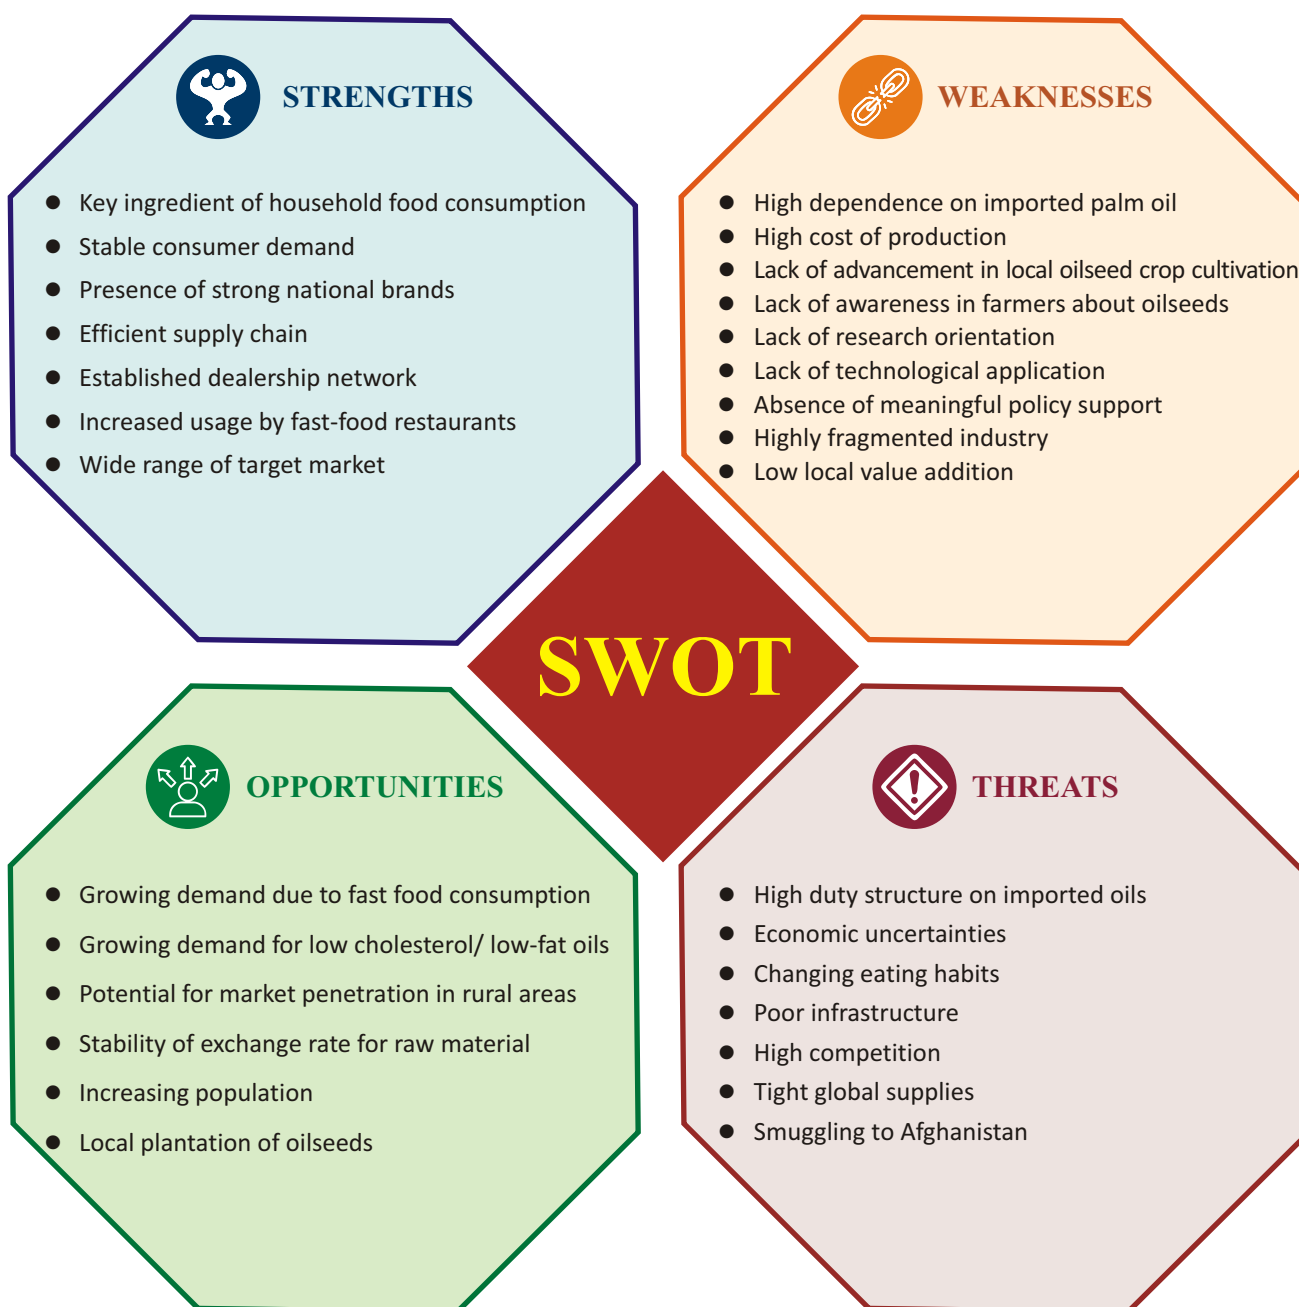 STRENGTHS
● Key ingredient of household food consumption
● Stable consumer demand
● Presence of strong national brands
● Efficient supply chain
● Established dealership network
● Increased usage by fast-food restaurants
● Wide range of target market
WEAKNESSES
● High dependence on imported palm oil
● High cost of production
● Lack of advancement in local oilseed crop cultivation
● Lack of awareness in farmers about oilseeds
● Lack of research orientation
● Lack of technological application
● Absence of meaningful policy support
● Highly fragmented industry
● Low local value addition
SWOT
OPPORTUNITIES
● Growing demand due to fast food consumption
● Growing demand for low cholesterol/ low-fat oils
● Potential for market penetration in rural areas
● Stability of exchange rate for raw material
● Increasing population
● Local plantation of oilseeds
THREATS
● High duty structure on imported oils
● Economic uncertainties
● Changing eating habits
● Poor infrastructure
● High competition
● Tight global supplies
● Smuggling to Afghanistan